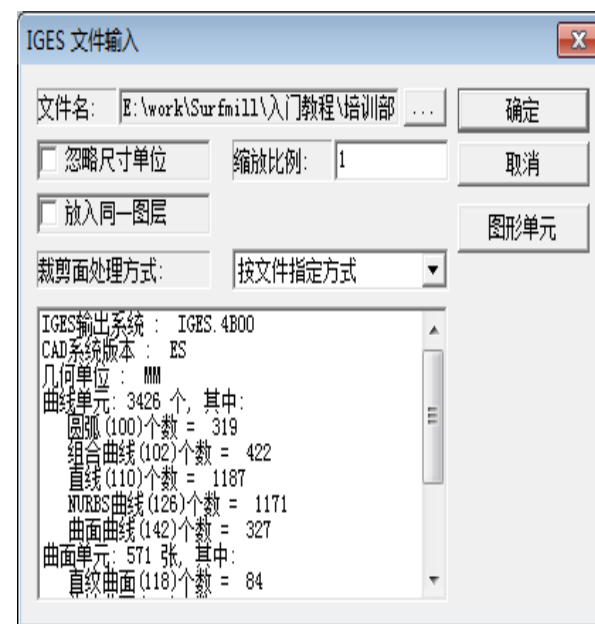 IGES 文件输入
文件名: E:\work\Surfmill\入门教程\培训部 ... 确定
忽略尺寸单位 缩放比例: 1 取消
放入同一图层 图形单元
裁剪面处理方式: 按文件指定方式
IGES输出系统 : IGES.4B00
CAD系统版本 : ES
几何单位 : MM
曲线单元: 3426 个, 其中:
圆弧(100)个数 = 319
组合曲线(102)个数 = 422
直线(110)个数 = 1187
NURBS曲线(126)个数 = 1171
曲面曲线(142)个数 = 327
曲面单元: 571 张, 其中:
直纹曲面(118)个数 = 84